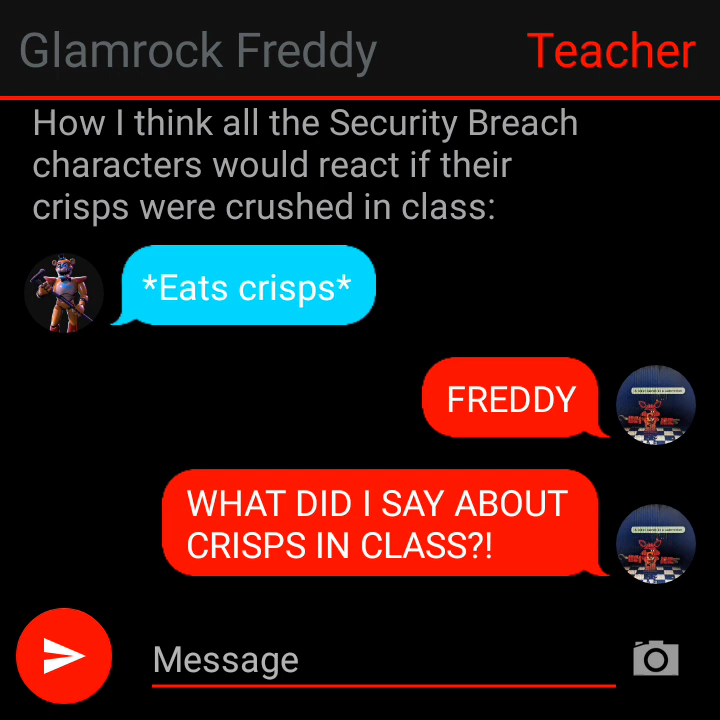 Glamrock Freddy Teacher
How I think all the Security Breach
characters would react if their
crisps were crushed in class:
*Eats crisps*
FREDDY
WHAT DID I SAY ABOUT
CRISPS IN CLASS?!
Message